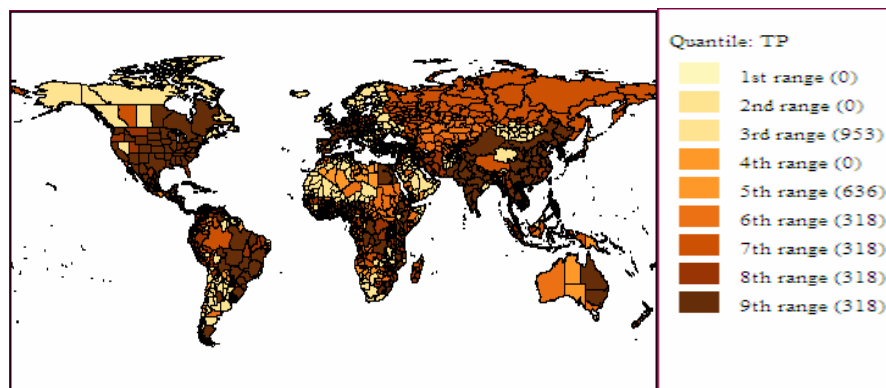 Quantile: TP
1st range (0)
2nd range (0)
3rd range (953)
4th range (0)
5th range (636)
6th range (318)
7th range (318)
8th range (318)
9th range (318)